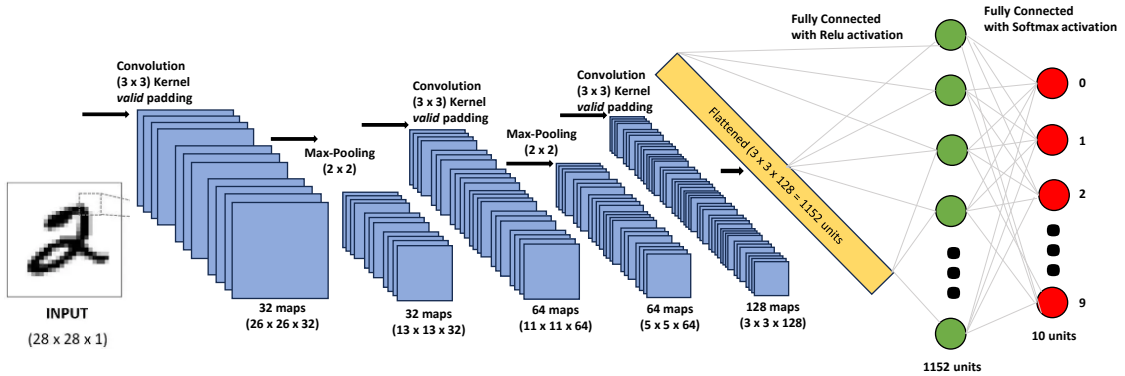 INPUT
(28 x 28 x 1)
Convolution
(3 x 3) Kernel
valid padding
32 maps
(26 x 26 x 32)
Max-Pooling
(2 x 2)
32 maps
(13 x 13 x 32)
Convolution
(3 x 3) Kernel
valid padding
64 maps
(11 x 11 x 64)
Max-Pooling
(2 x 2)
64 maps
(5 x 5 x 64)
Convolution
(3 x 3) Kernel
valid padding
128 maps
(3 x 3 x 128)
Flattened (3 x 3 x 128 = 1152 units
Fully Connected
with Relu activation
1152 units
Fully Connected
with Softmax activation
0
1
2
9
10 units